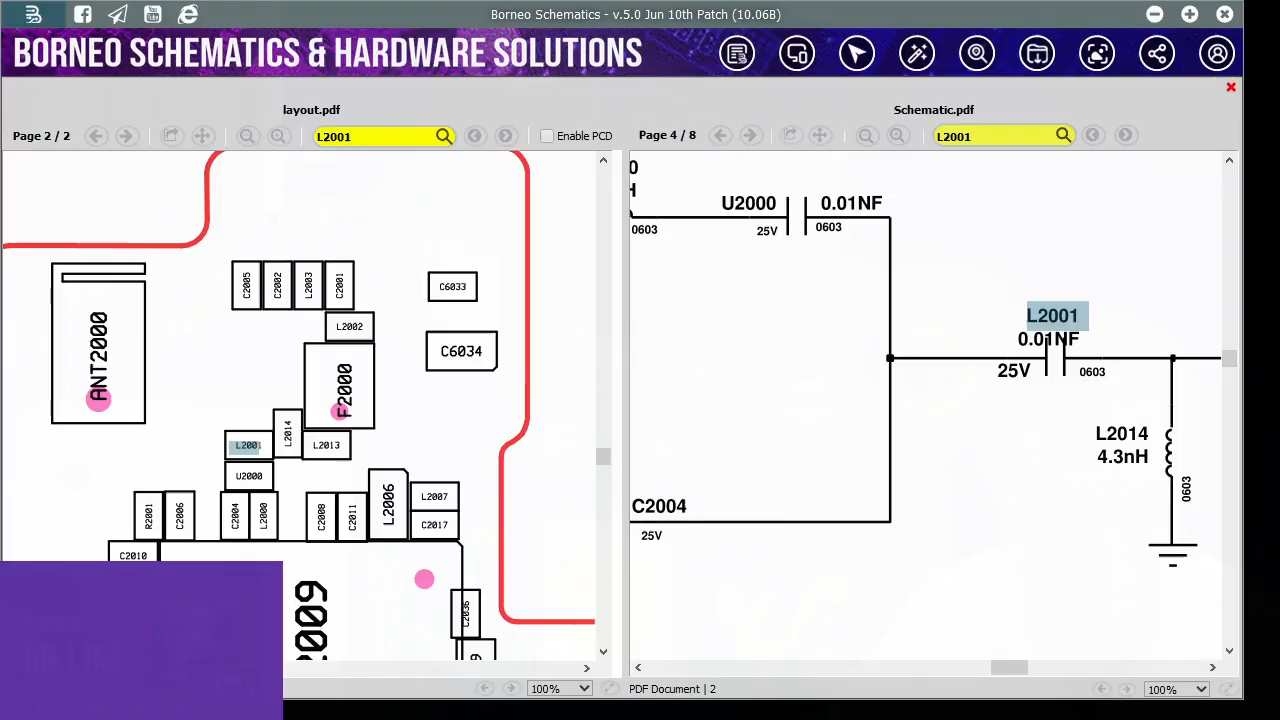 Borneo Schematics - v.5.0 Jun 10th Patch (10.06B)
BORNEO SCHEMATICS & HARDWARE SOLUTIONS
layout.pdf
Page 2 / 2
L2001
Enable PCD
ANT2000
C2005
C2002
L2003
C2001
L2002
F2000
C6033
C6034
L2014
L2001
L2013
U2000
R2001
C2006
C2004
L2000
C2008
C2011
L2006
L2007
C2017
C2010
2009
C2036
100%
Schematic.pdf
Page 4 / 8
L2001
0
H
0603
U2000
25V
0.01NF
0603
L2001
0.01NF
25V
0603
L2014
4.3nH
0603
C2004
25V
PDF Document | 2
100%